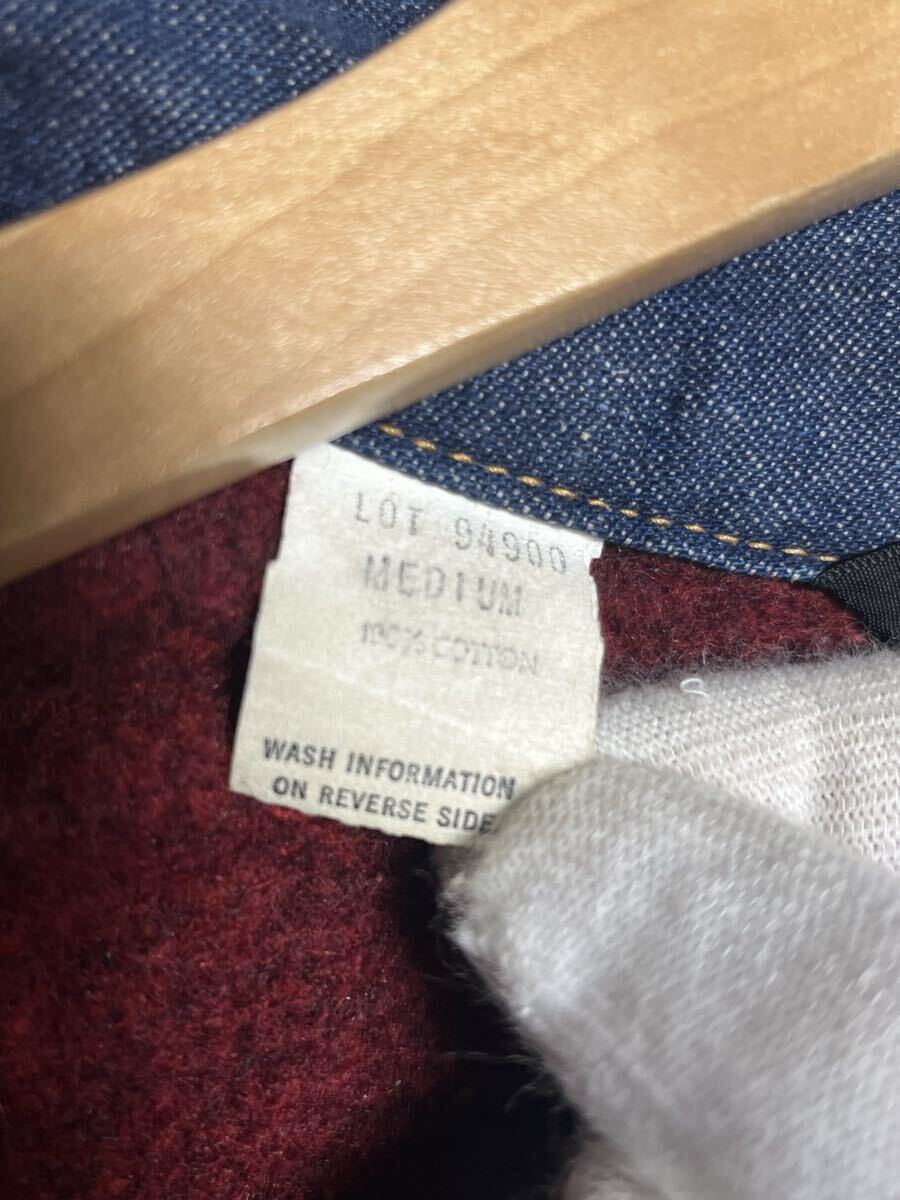 LOT 94900
MEDIUM
100% COTTON
WASH INFORMATION
ON REVERSE SIDE